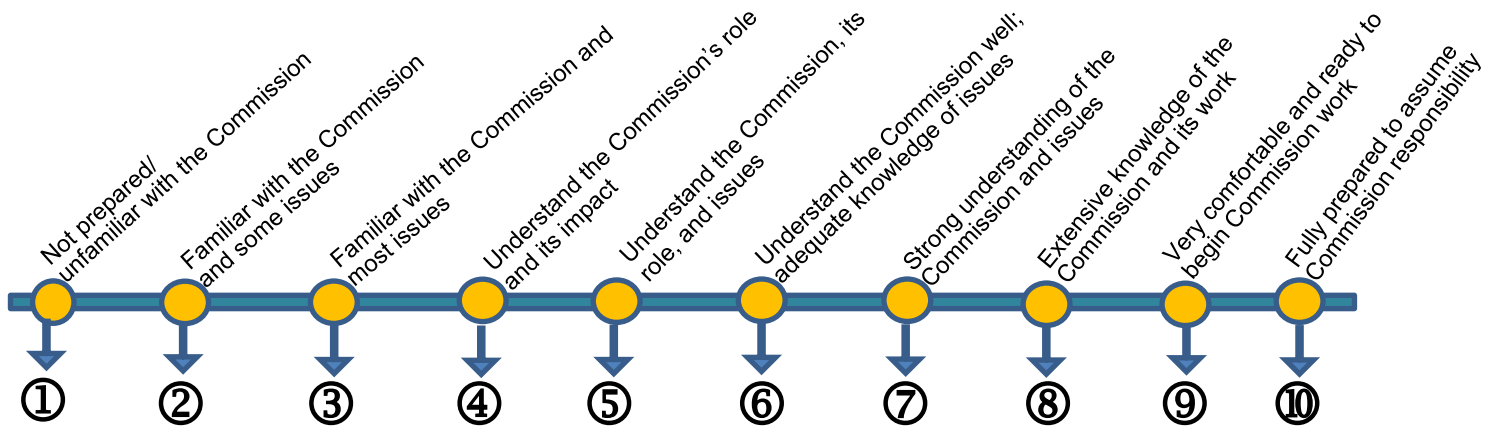 Not prepared/
unfamiliar with the Commission
Familiar with the Commission
and some issues
Familiar with the Commission and
most issues
Understand the Commission’s role
and its impact
Understand the Commission, its
role, and issues
Understand the Commission well;
adequate knowledge of issues
Strong understanding of the
Commission and issues
Extensive knowledge of the
Commission and its work
Very comfortable and ready to
begin Commission work
Fully prepared to assume
Commission responsibility
①
②
③
④
⑤
⑥
⑦
⑧
⑨
⑩